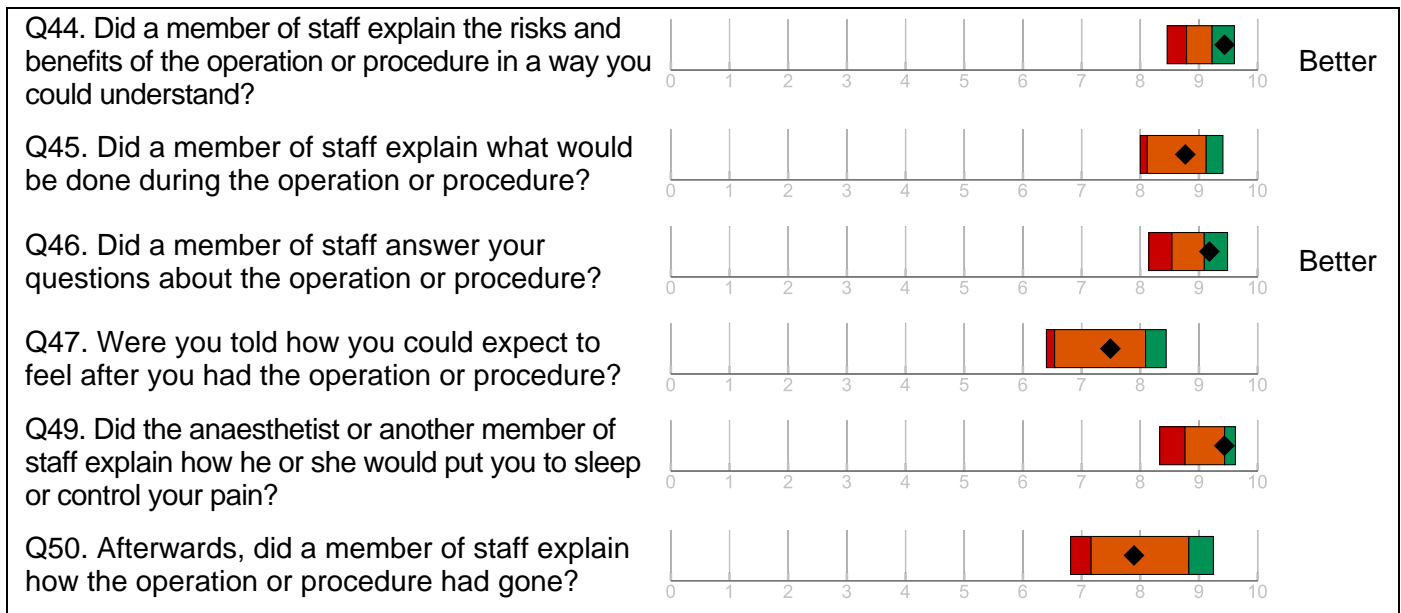 Q44. Did a member of staff explain the risks and
benefits of the operation or procedure in a way you
could understand?
0 1 2 3 4 5 6 7 8 9 10
Better
Q45. Did a member of staff explain what would
be done during the operation or procedure?
0 1 2 3 4 5 6 7 8 9 10
Q46. Did a member of staff answer your
questions about the operation or procedure?
0 1 2 3 4 5 6 7 8 9 10
Better
Q47. Were you told how you could expect to
feel after you had the operation or procedure?
0 1 2 3 4 5 6 7 8 9 10
Q49. Did the anaesthetist or another member of
staff explain how he or she would put you to sleep
or control your pain?
0 1 2 3 4 5 6 7 8 9 10
Q50. Afterwards, did a member of staff explain
how the operation or procedure had gone?
0 1 2 3 4 5 6 7 8 9 10